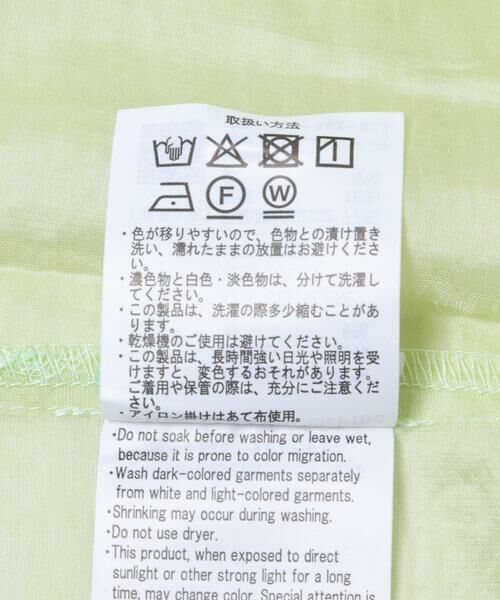 取扱い方法
F W
・色が移りやすいので、色物との漬け置き
洗い、濡れたままの放置はお避けくださ
い。
・濃色物と白色・淡色物は、分けて洗濯し
てください。
・この製品は、洗濯の際多少縮むことがあ
ります。
・乾燥機のご使用は避けてください。
・この製品は、長時間強い日光や照明を受
けますと、変色するおそれがあります。
ご着用や保管の際は、充分にご注意くだ
さい。
・アイロン掛けはあて布使用。
・Do not soak before washing or leave wet,
because it is prone to color migration.
・Wash dark-colored garments separately
from white and light-colored garments.
・Shrinking may occur during washing.
・Do not use dryer.
・This product, when exposed to direct
sunlight or other strong light for a long
time, may change color. Special attention is